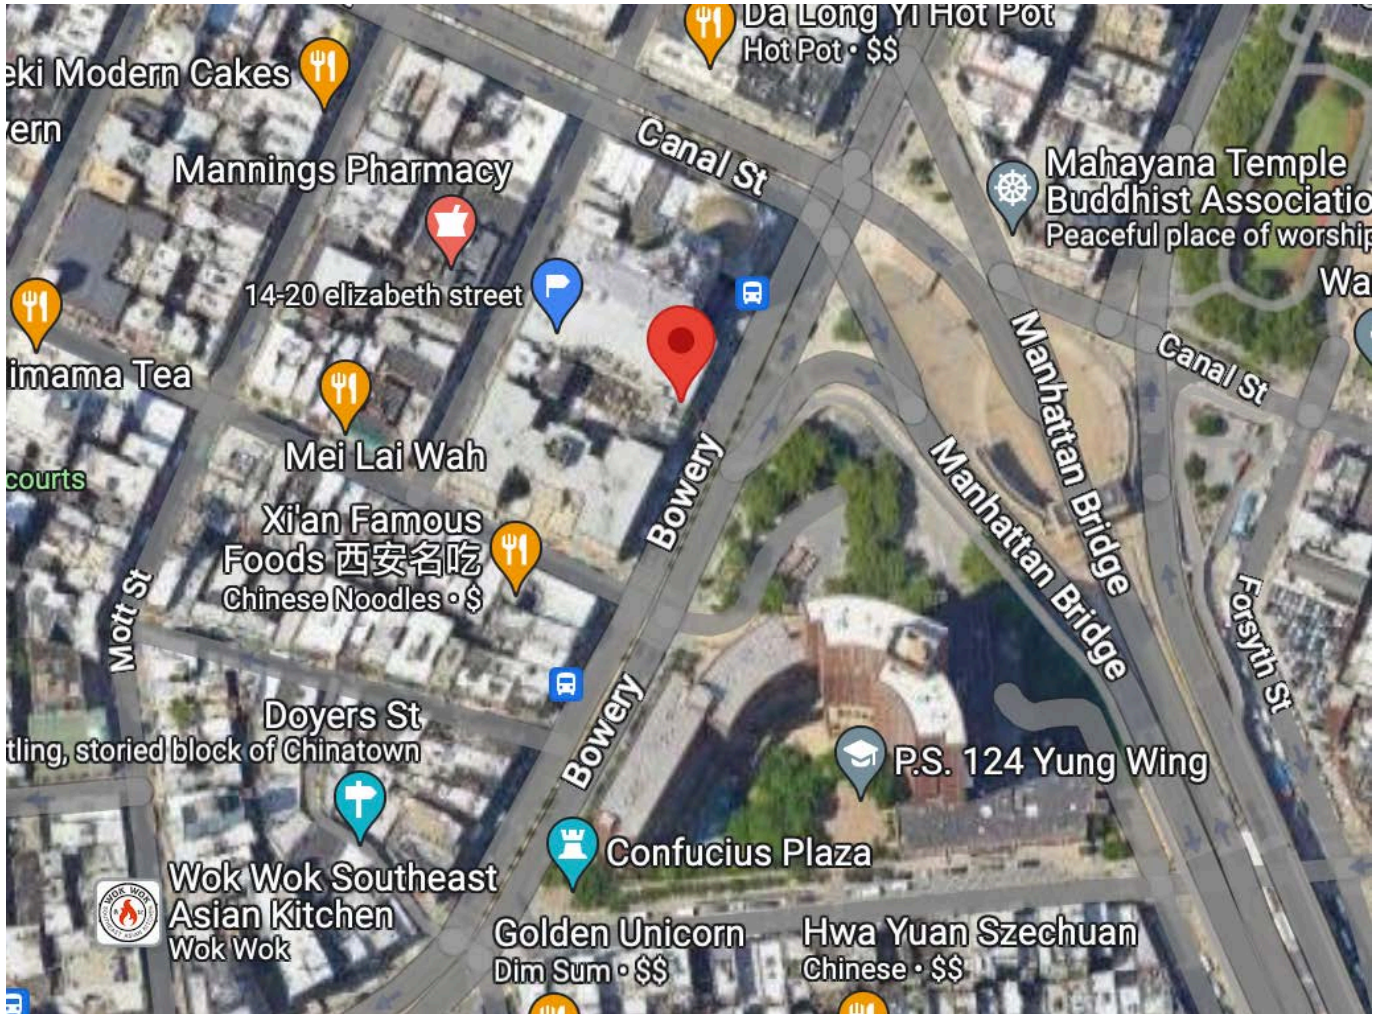 Da Long Yi Hot Pot
Hot Pot • $$
eki Modern Cakes
vern
Canal St
Mannings Pharmacy
Mahayana Temple
Buddhist Associatio
Peaceful place of worship
Wa
14-20 elizabeth street
imama Tea
Manhattan Bridge
Canal St
Mei Lai Wah
courts
Bowery
Manhattan Bridge
Xi'an Famous
Foods 西安名吃
Chinese Noodles • $
Mott St
Forsyth St
Doyers St
tling, storied block of Chinatown
Bowery
P.S. 124 Yung Wing
Confucius Plaza
WOK WOK
Wok Wok Southeast
Asian Kitchen
Wok Wok
Golden Unicorn
Dim Sum • $$
Hwa Yuan Szechuan
Chinese • $$